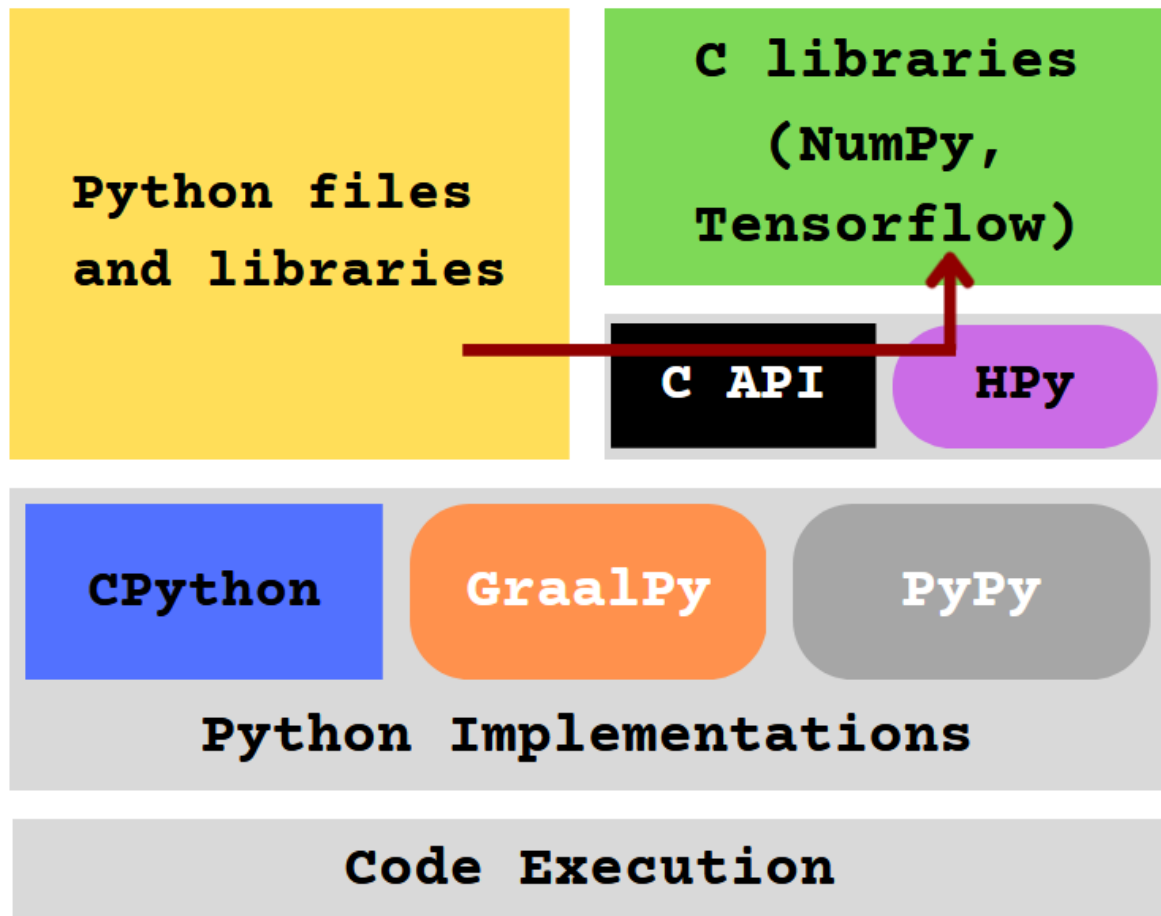 Python files
and libraries
C libraries
(NumPy,
Tensorflow)
C API
HPy
CPython
GraalPy
PyPy
Python Implementations
Code Execution